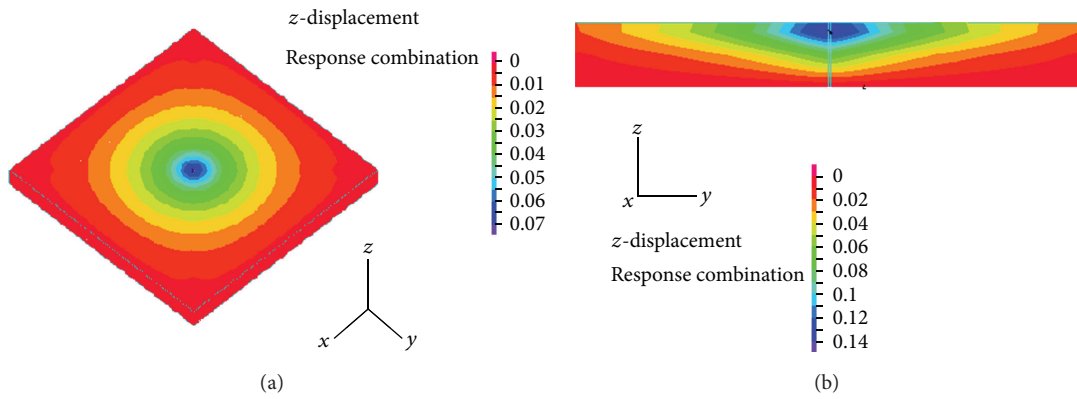 z-displacement
Response combination
0
0.01
0.02
0.03
0.04
0.05
0.06
0.07
z
x
y
(a)
z
x
y
z-displacement
Response combination
0
0.02
0.04
0.06
0.08
0.1
0.12
0.14
(b)